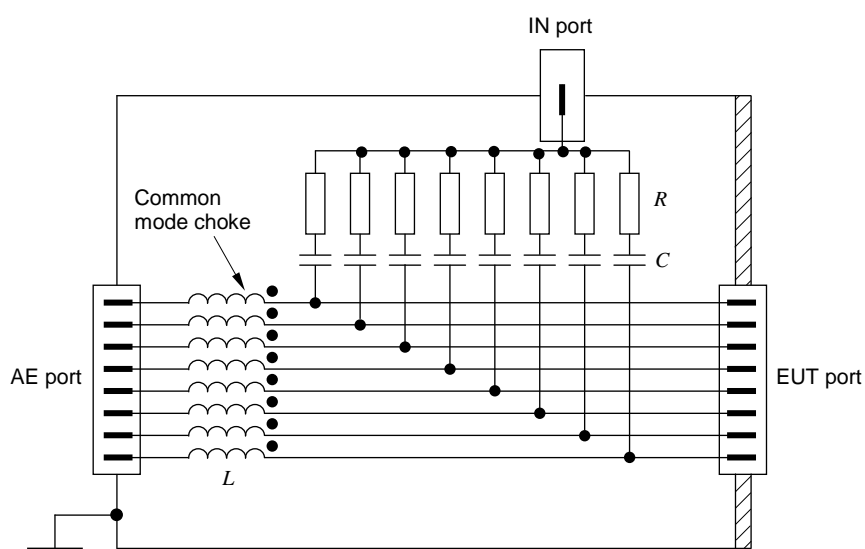 IN port
Common
mode choke
R
C
AE port
EUT port
L